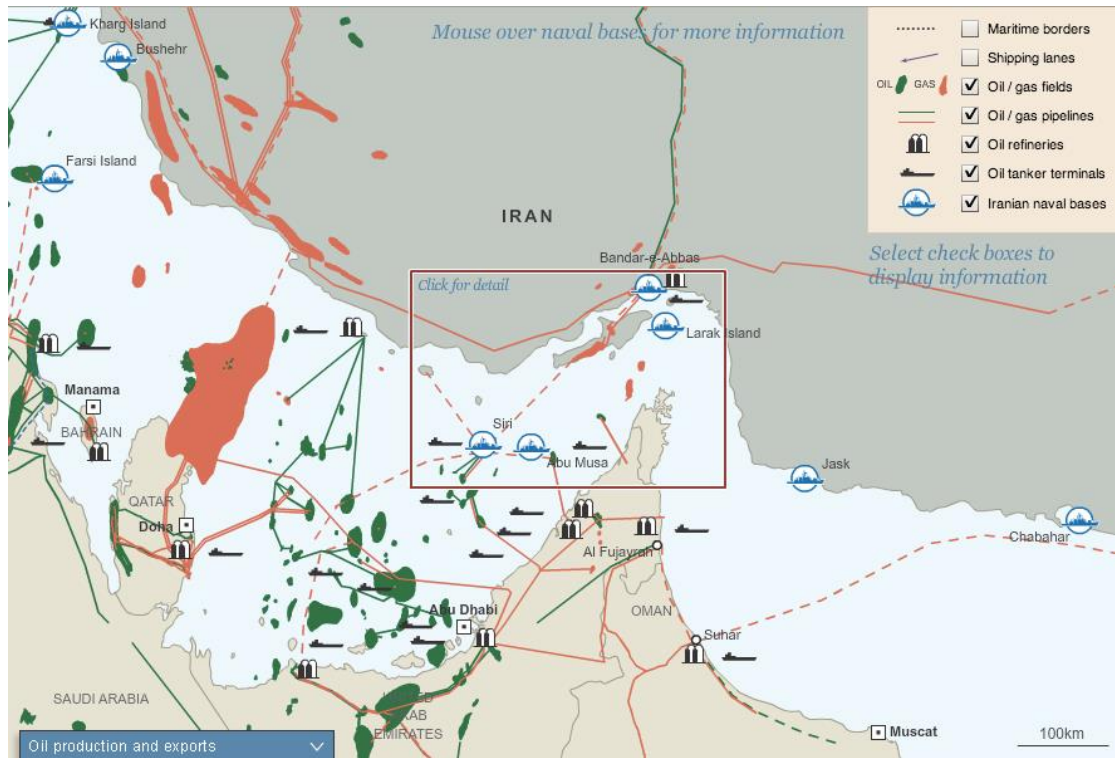 Kharg Island
Bushehr
Mouse over naval bases for more information
Maritime borders
Shipping lanes
OIL GAS Oil / gas fields
Oil / gas pipelines
Oil refineries
Oil tanker terminals
Iranian naval bases
Select check boxes to
display information
Farsi Island
IRAN
Bandar-e-Abbas
Click for detail
Larak Island
Manama
BAHRAIN
Siri
Abu Musa
Jask
QATAR
Doha
Chabahar
Al Fujayrah
Abu Dhabi
OMAN
Suhar
SAUDI ARABIA
UNITED
ARAB
EMIRATES
Muscat
100km
Oil production and exports